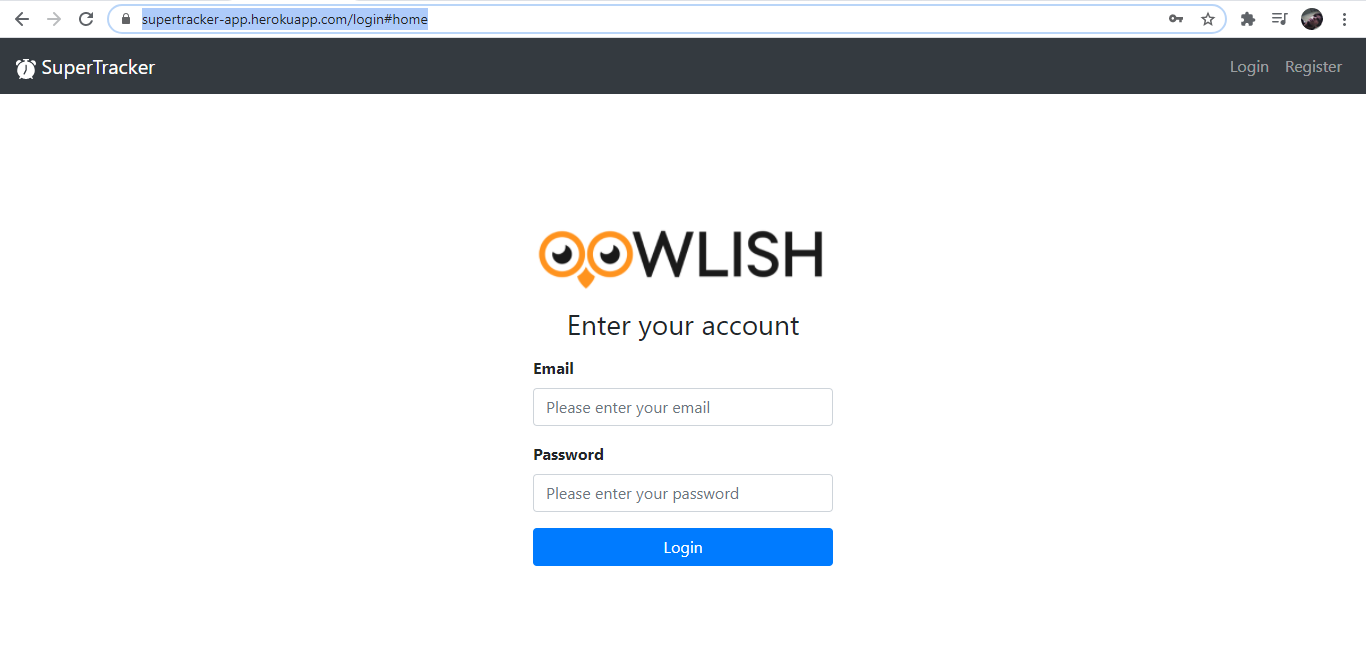 supertracker-app.herokuapp.com/login#home
SuperTracker
Login
Register
OOWLISH
Enter your account
Email
Please enter your email
Password
Please enter your password
Login